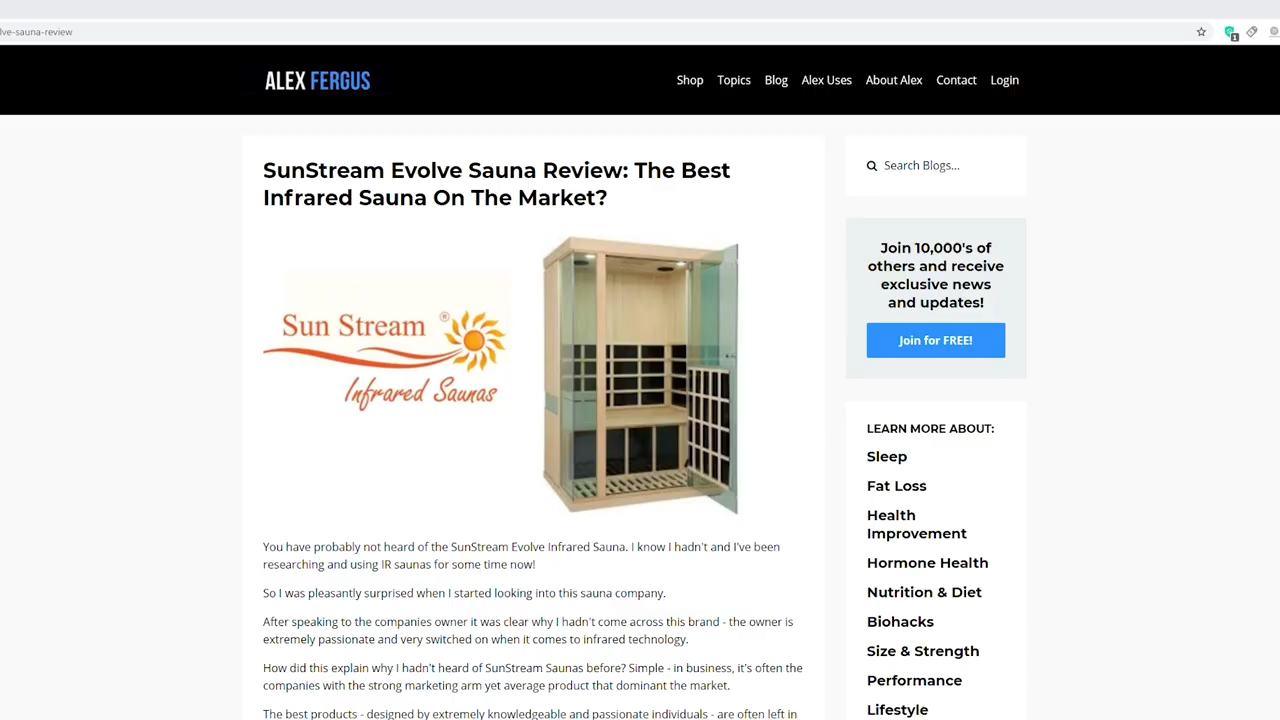 lve-sauna-review
1
ALEX FERGUS
Shop Topics Blog Alex Uses About Alex Contact Login
SunStream Evolve Sauna Review: The Best
Infrared Sauna On The Market?
Sun Stream ®
Infrared Saunas
You have probably not heard of the SunStream Evolve Infrared Sauna. I know I hadn't and I've been
researching and using IR saunas for some time now!
So I was pleasantly surprised when I started looking into this sauna company.
After speaking to the companies owner it was clear why I hadn't come across this brand - the owner is
extremely passionate and very switched on when it comes to infrared technology.
How did this explain why I hadn't heard of SunStream Saunas before? Simple - in business, it's often the
companies with the strong marketing arm yet average product that dominant the market.
The best products - designed by extremely knowledgeable and passionate individuals - are often left in
Search Blogs...
Join 10,000's of
others and receive
exclusive news
and updates!
Join for FREE!
LEARN MORE ABOUT:
Sleep
Fat Loss
Health
Improvement
Hormone Health
Nutrition & Diet
Biohacks
Size & Strength
Performance
Lifestyle